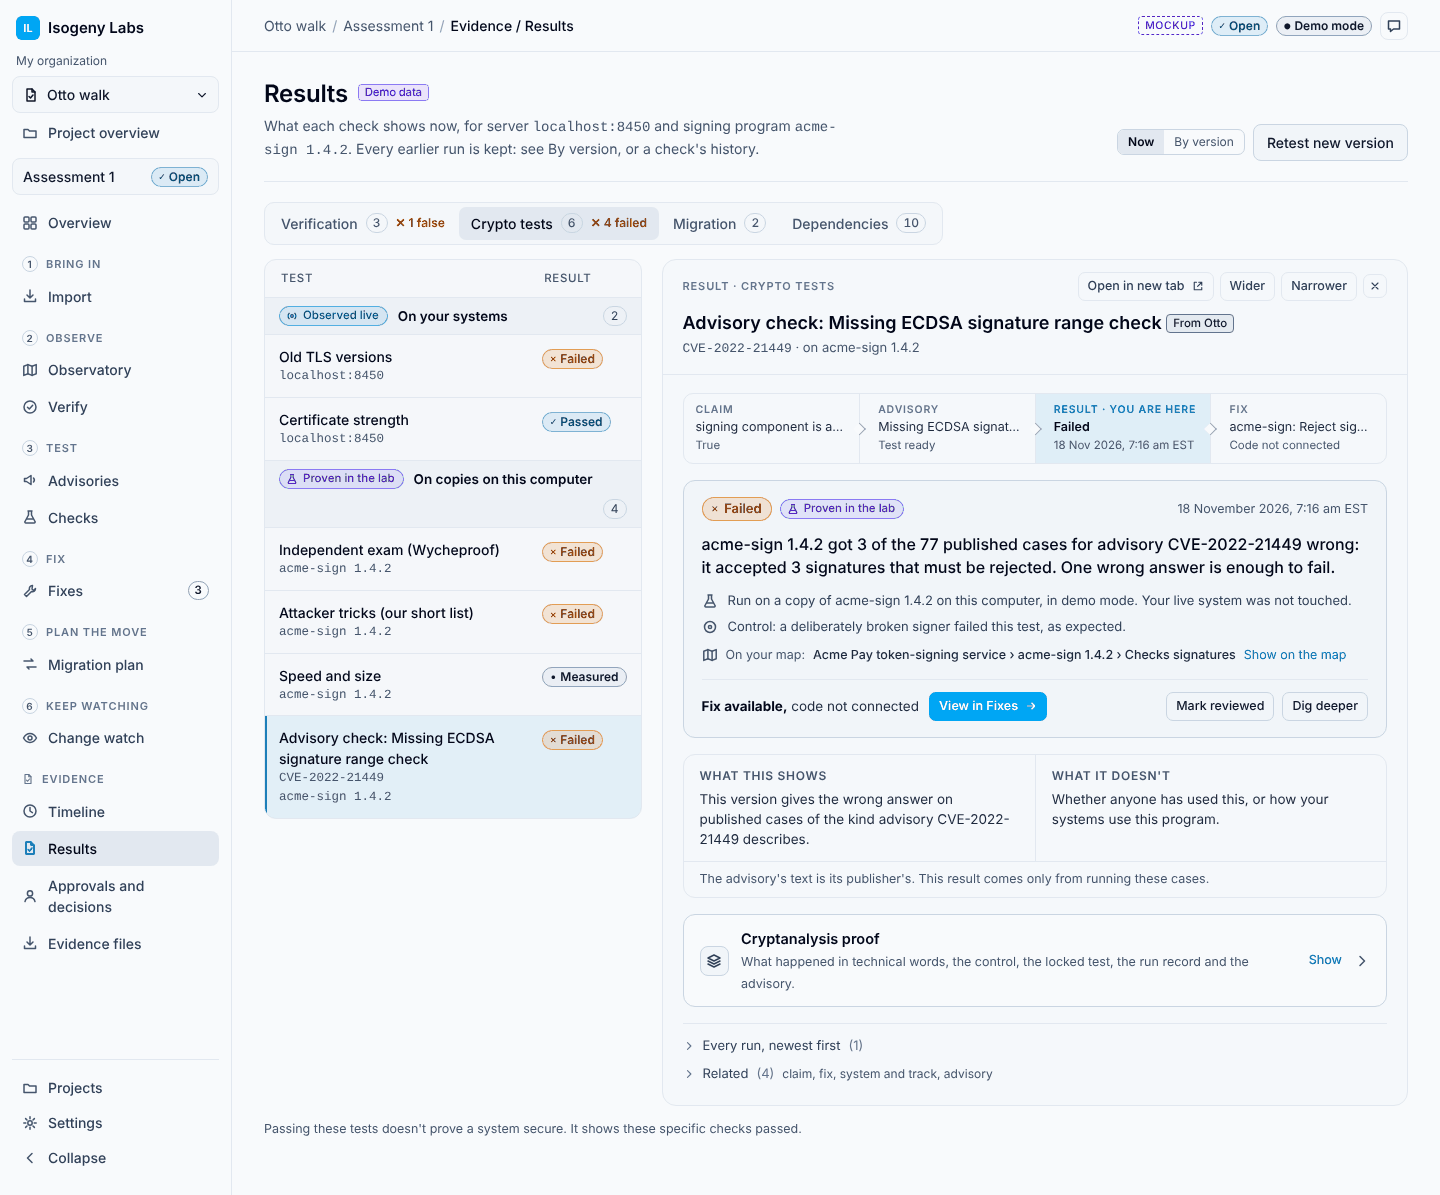 IL Isogeny Labs
My organization
Otto walk
Project overview
Assessment 1 ✓ Open
Overview
1 BRING IN
Import
2 OBSERVE
Observatory
Verify
3 TEST
Advisories
Checks
4 FIX
Fixes 3
5 PLAN THE MOVE
Migration plan
6 KEEP WATCHING
Change watch
EVIDENCE
Timeline
Results
Approvals and
decisions
Evidence files
Projects
Settings
Collapse
Otto walk / Assessment 1 / Evidence / Results
MOCKUP ✓ Open • Demo mode
Results Demo data
What each check shows now, for server localhost:8450 and signing program acme-
sign 1.4.2. Every earlier run is kept: see By version, or a check's history.
Now By version Retest new version
Verification 3 × 1 false Crypto tests 6 × 4 failed Migration 2 Dependencies 10
TEST RESULT
Observed live On your systems 2
Old TLS versions × Failed
localhost:8450
Certificate strength ✓ Passed
localhost:8450
Proven in the lab On copies on this computer
4
Independent exam (Wycheproof) × Failed
acme-sign 1.4.2
Attacker tricks (our short list) × Failed
acme-sign 1.4.2
Speed and size • Measured
acme-sign 1.4.2
Advisory check: Missing ECDSA × Failed
signature range check
CVE-2022-21449
acme-sign 1.4.2
RESULT · CRYPTO TESTS Open in new tab Wider Narrower ×
Advisory check: Missing ECDSA signature range check From Otto
CVE-2022-21449 · on acme-sign 1.4.2
CLAIM
signing component is a...
True
ADVISORY
Missing ECDSA signat...
Test ready
RESULT · YOU ARE HERE
Failed
18 Nov 2026, 7:16 am EST
FIX
acme-sign: Reject sig...
Code not connected
× Failed Proven in the lab 18 November 2026, 7:16 am EST
acme-sign 1.4.2 got 3 of the 77 published cases for advisory CVE-2022-21449 wrong:
it accepted 3 signatures that must be rejected. One wrong answer is enough to fail.
Run on a copy of acme-sign 1.4.2 on this computer, in demo mode. Your live system was not touched.
Control: a deliberately broken signer failed this test, as expected.
On your map: Acme Pay token-signing service › acme-sign 1.4.2 › Checks signatures Show on the map
Fix available, code not connected View in Fixes → Mark reviewed Dig deeper
WHAT THIS SHOWS
This version gives the wrong answer on
published cases of the kind advisory CVE-2022-
21449 describes.
WHAT IT DOESN'T
Whether anyone has used this, or how your
systems use this program.
The advisory's text is its publisher's. This result comes only from running these cases.
Cryptanalysis proof
What happened in technical words, the control, the locked test, the run record and the
advisory.
Show
Every run, newest first (1)
Related (4) claim, fix, system and track, advisory
Passing these tests doesn't prove a system secure. It shows these specific checks passed.